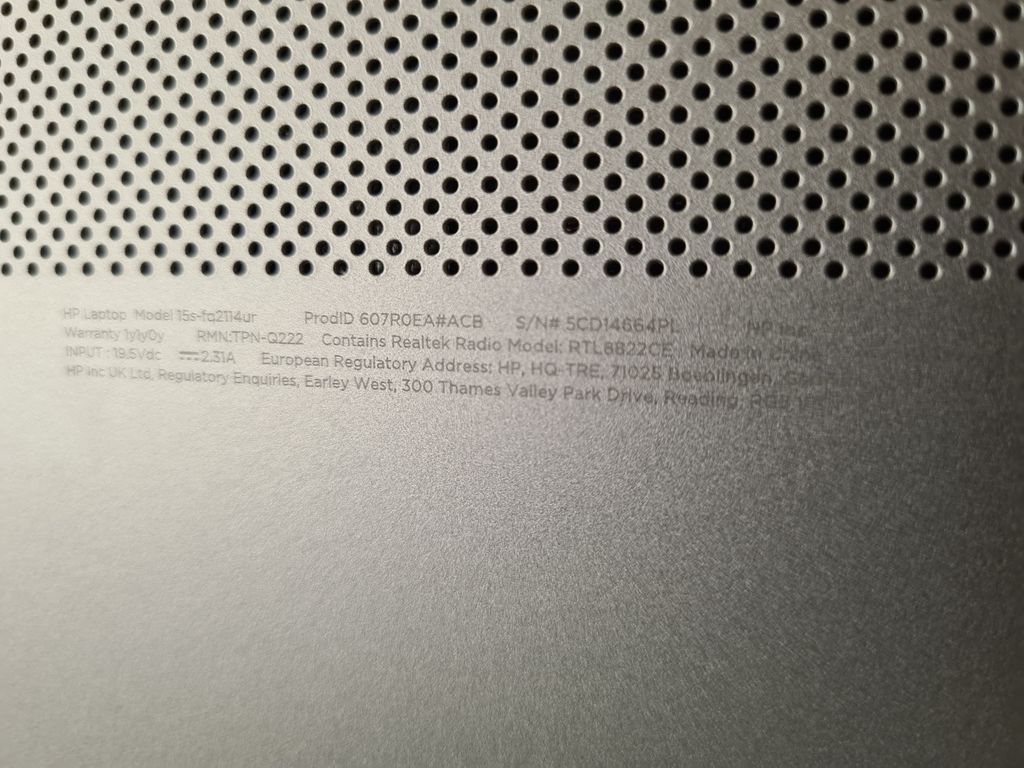 HP Laptop Model 15s-fq2114ur ProdID 607R0EA#ACB S/N# 5CD14664PL HP Inc.
Warranty 1y1y0y RMN:TPN-Q222 Contains Realtek Radio Model: RTL8822CE Made in
INPUT : 19.5Vdc ⎓2.31A European Regulatory Address: HP, HQ-TRE, 71025 Boeblingen,
HP Inc UK Ltd, Regulatory Enquiries, Earley West, 300 Thames Valley Park Drive, Reading,